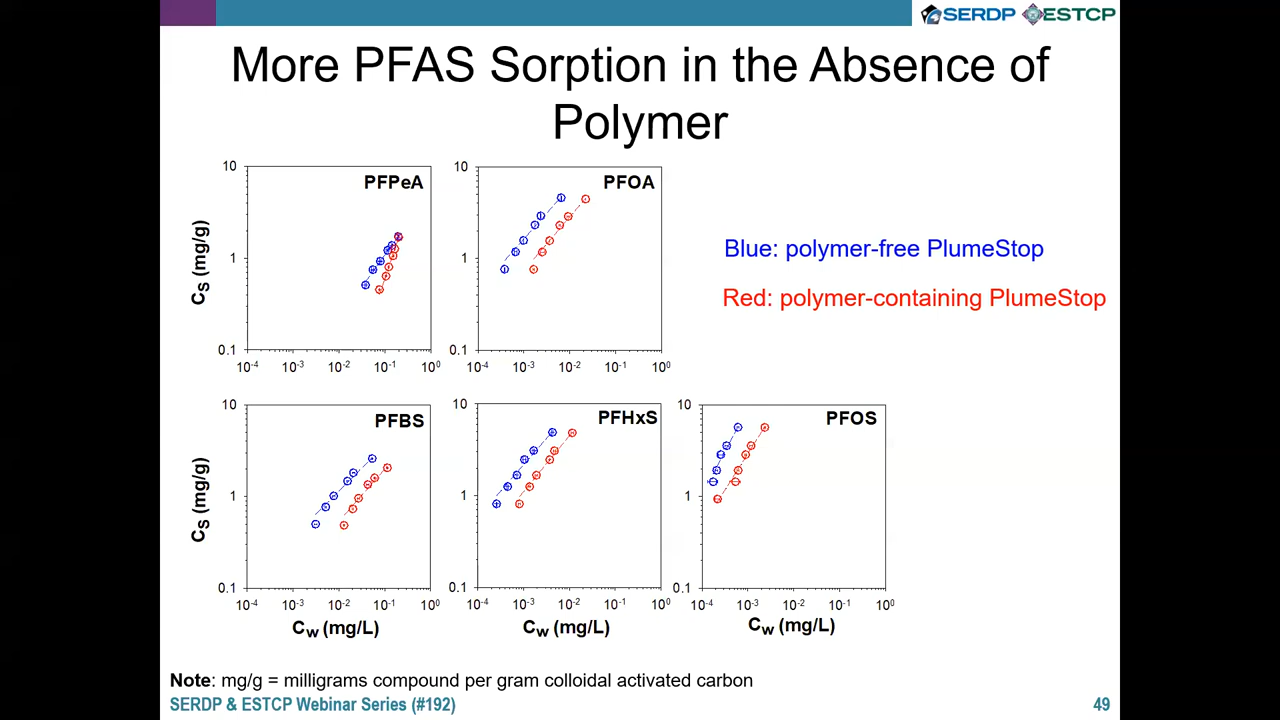 SERDP ESTCP
More PFAS Sorption in the Absence of
Polymer
10
PFPeA
1
0.1
Cs (mg/g)
10-4 10-3 10-2 10-1 100
10
PFOA
1
0.1
10-4 10-3 10-2 10-1 100
Blue: polymer-free PlumeStop
Red: polymer-containing PlumeStop
10
PFBS
1
0.1
Cs (mg/g)
10-4 10-3 10-2 10-1 100
Cw (mg/L)
10
PFHxS
1
0.1
10-4 10-3 10-2 10-1 100
Cw (mg/L)
10
PFOS
1
0.1
10-4 10-3 10-2 10-1 100
Cw (mg/L)
Note: mg/g = milligrams compound per gram colloidal activated carbon
SERDP & ESTCP Webinar Series (#192)
49